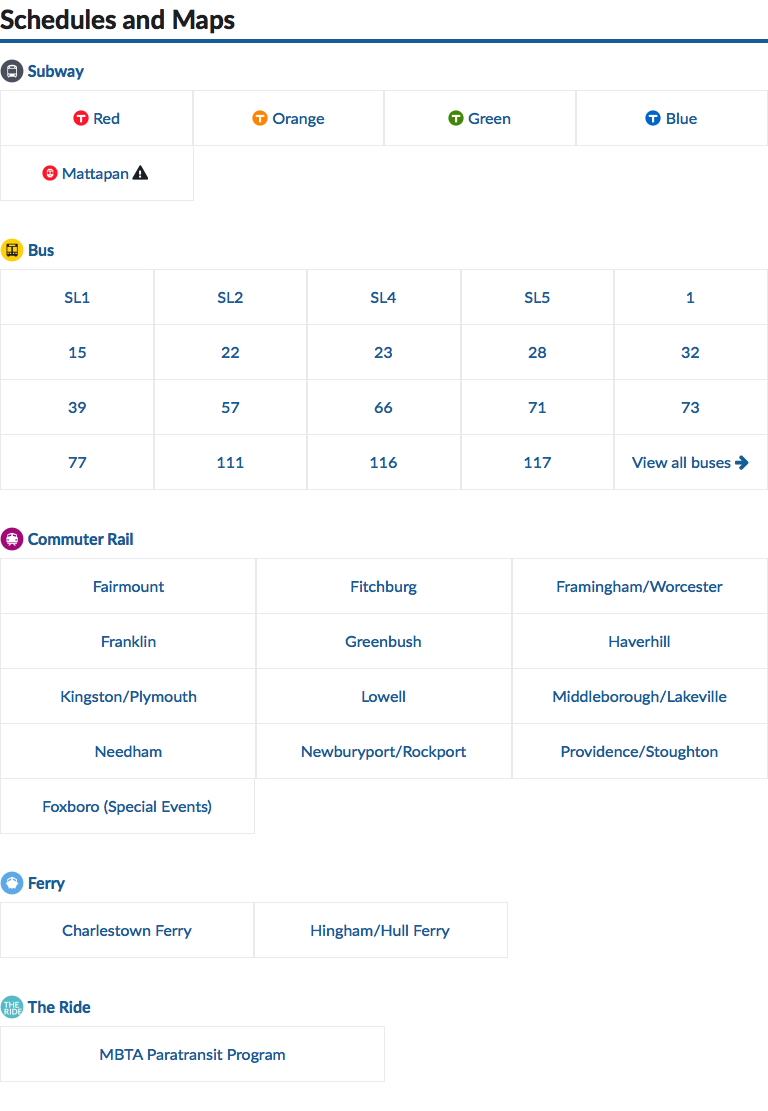 Schedules and Maps
Subway
T Red T Orange T Green T Blue
Mattapan
Bus
SL1 SL2 SL4 SL5 1
15 22 23 28 32
39 57 66 71 73
77 111 116 117 View all buses
Commuter Rail
Fairmount Fitchburg Framingham/Worcester
Franklin Greenbush Haverhill
Kingston/Plymouth Lowell Middleborough/Lakeville
Needham Newburyport/Rockport Providence/Stoughton
Foxboro (Special Events)
Ferry
Charlestown Ferry Hingham/Hull Ferry
THE RIDE The Ride
MBTA Paratransit Program